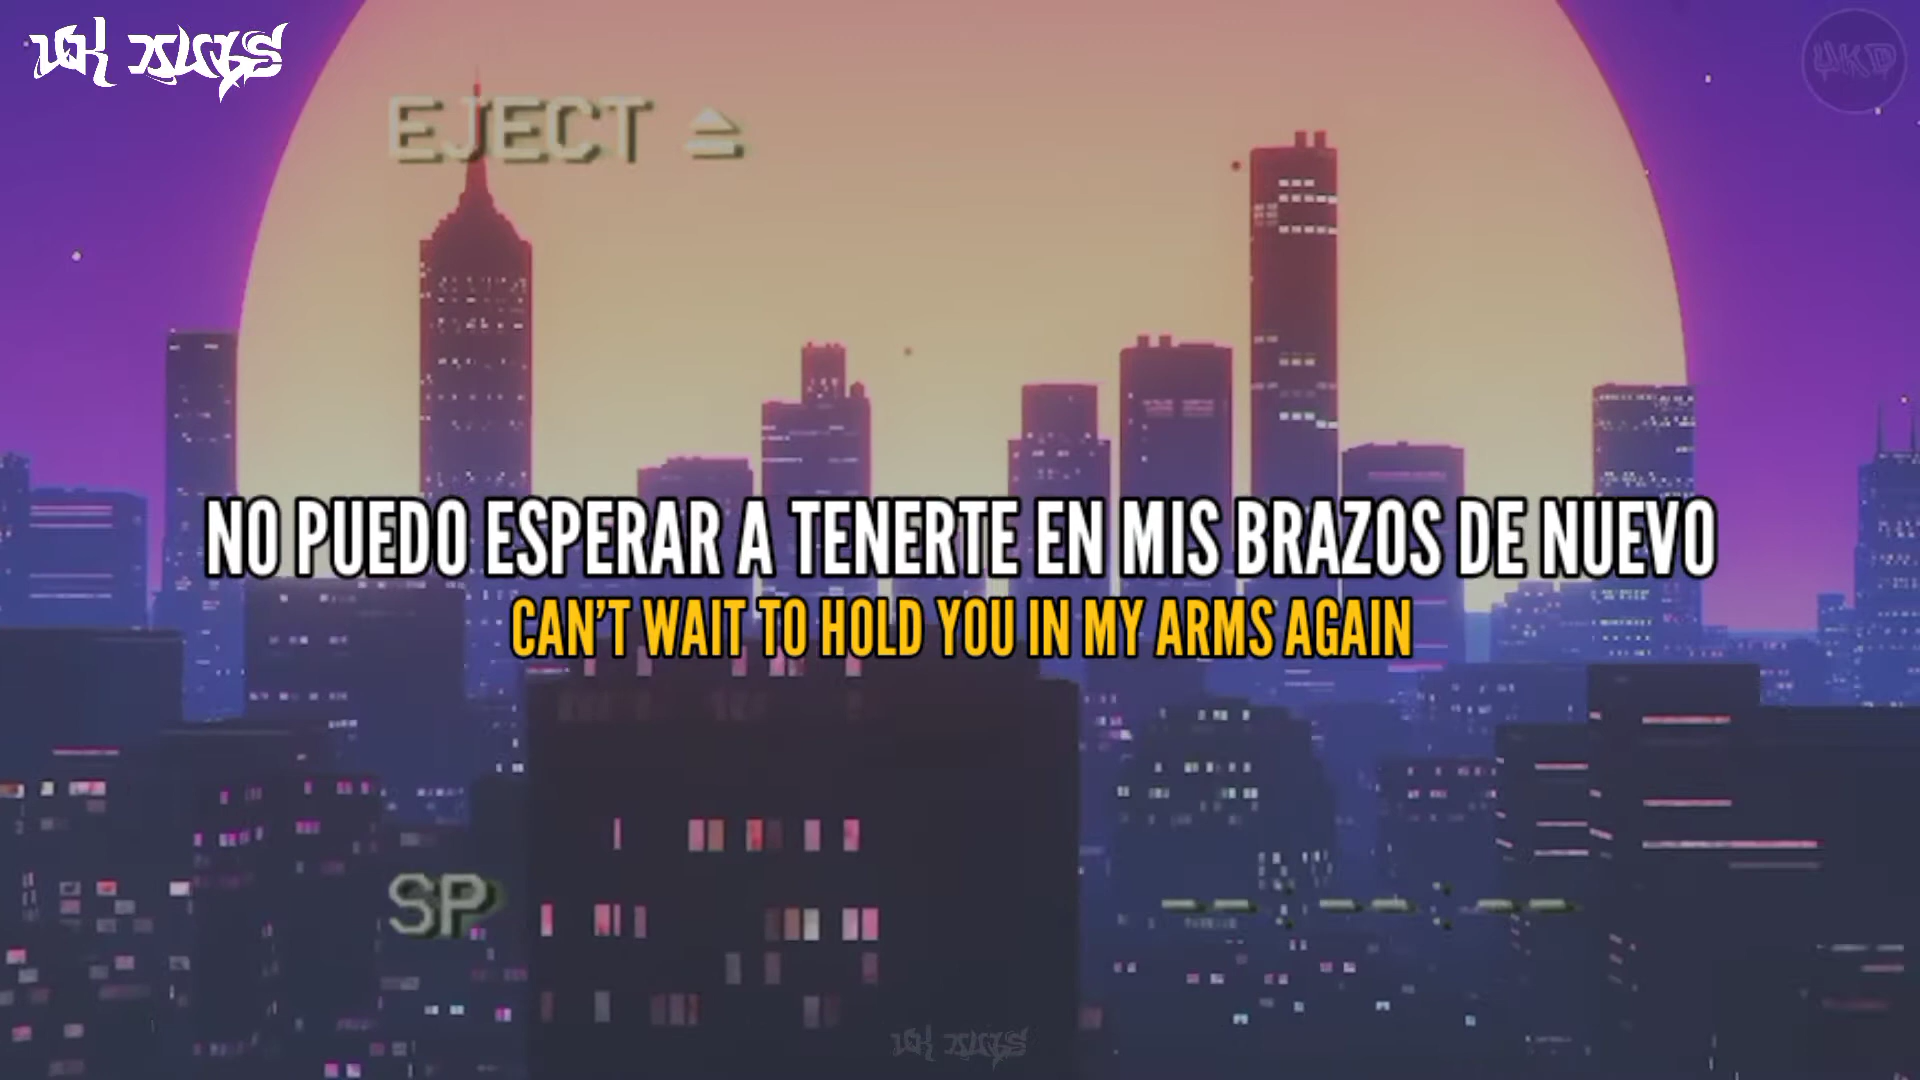 EJECT ⏏
UKD
NO PUEDO ESPERAR A TENERTE EN MIS BRAZOS DE NUEVO
CAN'T WAIT TO HOLD YOU IN MY ARMS AGAIN
SP
-- : -- : --